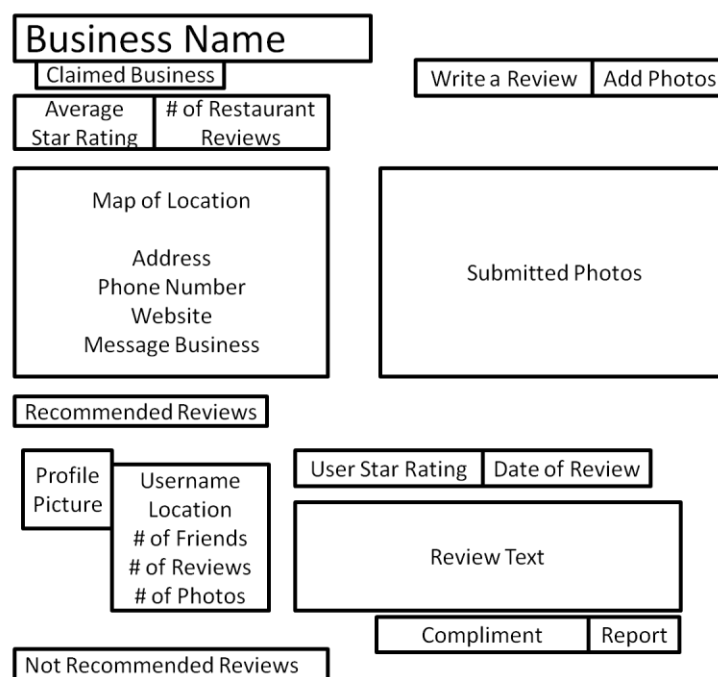 Business Name
Claimed Business
Write a Review
Add Photos
Average
Star Rating
# of Restaurant
Reviews
Map of Location
Address
Phone Number
Website
Message Business
Submitted Photos
Recommended Reviews
Profile
Picture
Username
Location
# of Friends
# of Reviews
# of Photos
User Star Rating
Date of Review
Review Text
Compliment
Report
Not Recommended Reviews